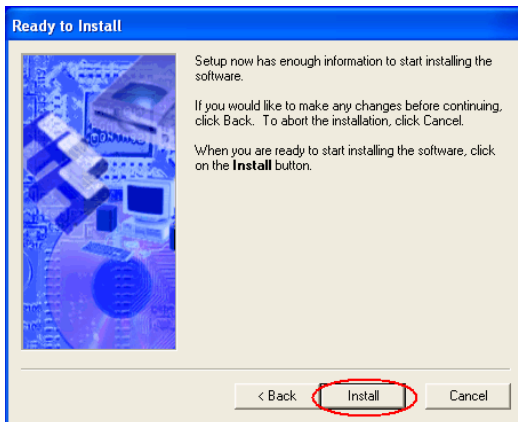 Ready to Install
Setup now has enough information to start installing the
software.
If you would like to make any changes before continuing,
click Back. To abort the installation, click Cancel.
When you are ready to start installing the software, click
on the Install button.
< Back
Install
Cancel